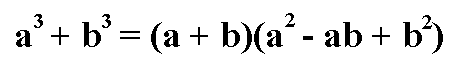 a³ + b³ = (a + b)(a² - ab + b²)